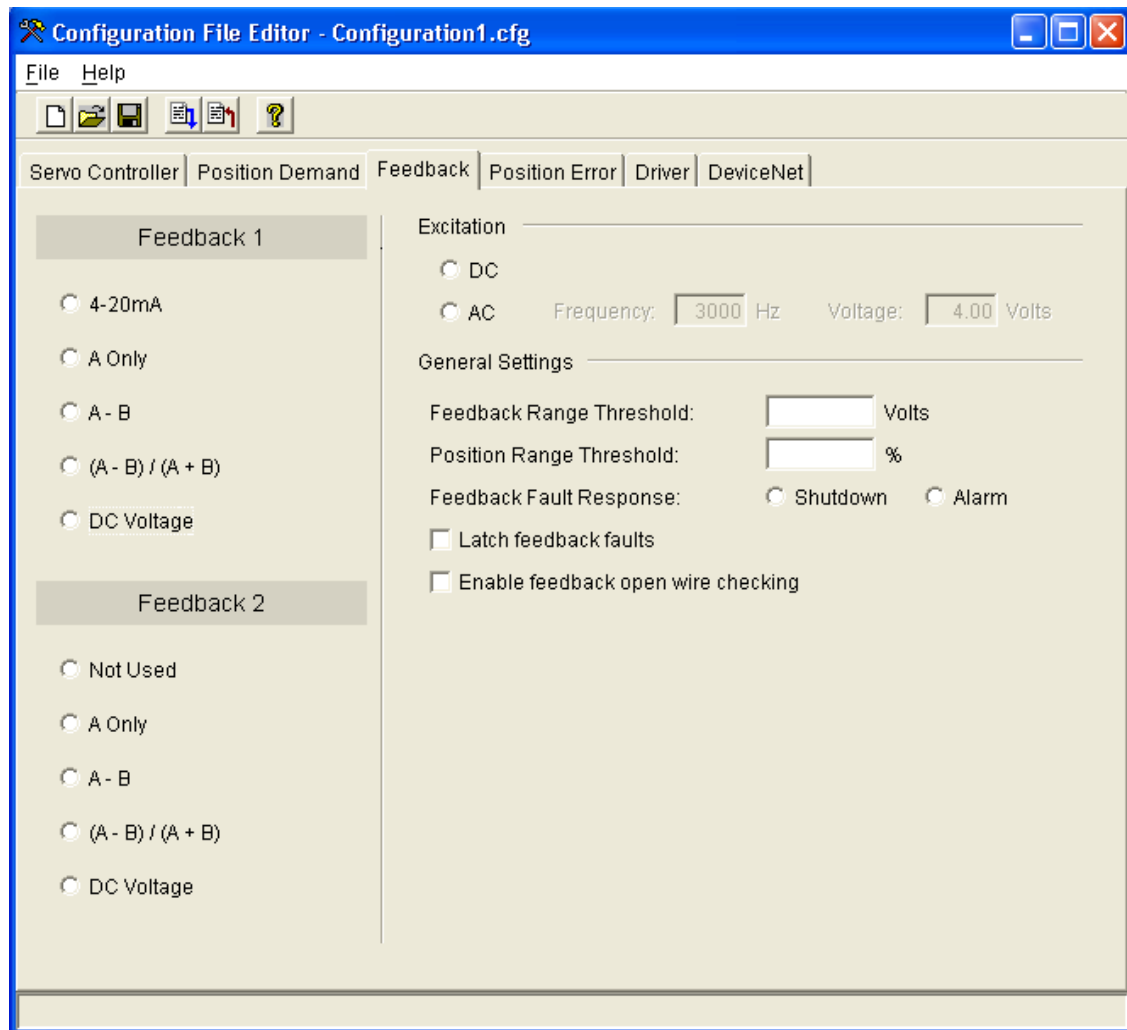 Configuration File Editor - Configuration1.cfg
File Help
Servo Controller Position Demand Feedback Position Error Driver DeviceNet
Feedback 1
4-20mA
A Only
A - B
(A - B) / (A + B)
DC Voltage
Feedback 2
Not Used
A Only
A - B
(A - B) / (A + B)
DC Voltage
Excitation
DC
AC Frequency: 3000 Hz Voltage: 4.00 Volts
General Settings
Feedback Range Threshold: Volts
Position Range Threshold: %
Feedback Fault Response: Shutdown Alarm
Latch feedback faults
Enable feedback open wire checking